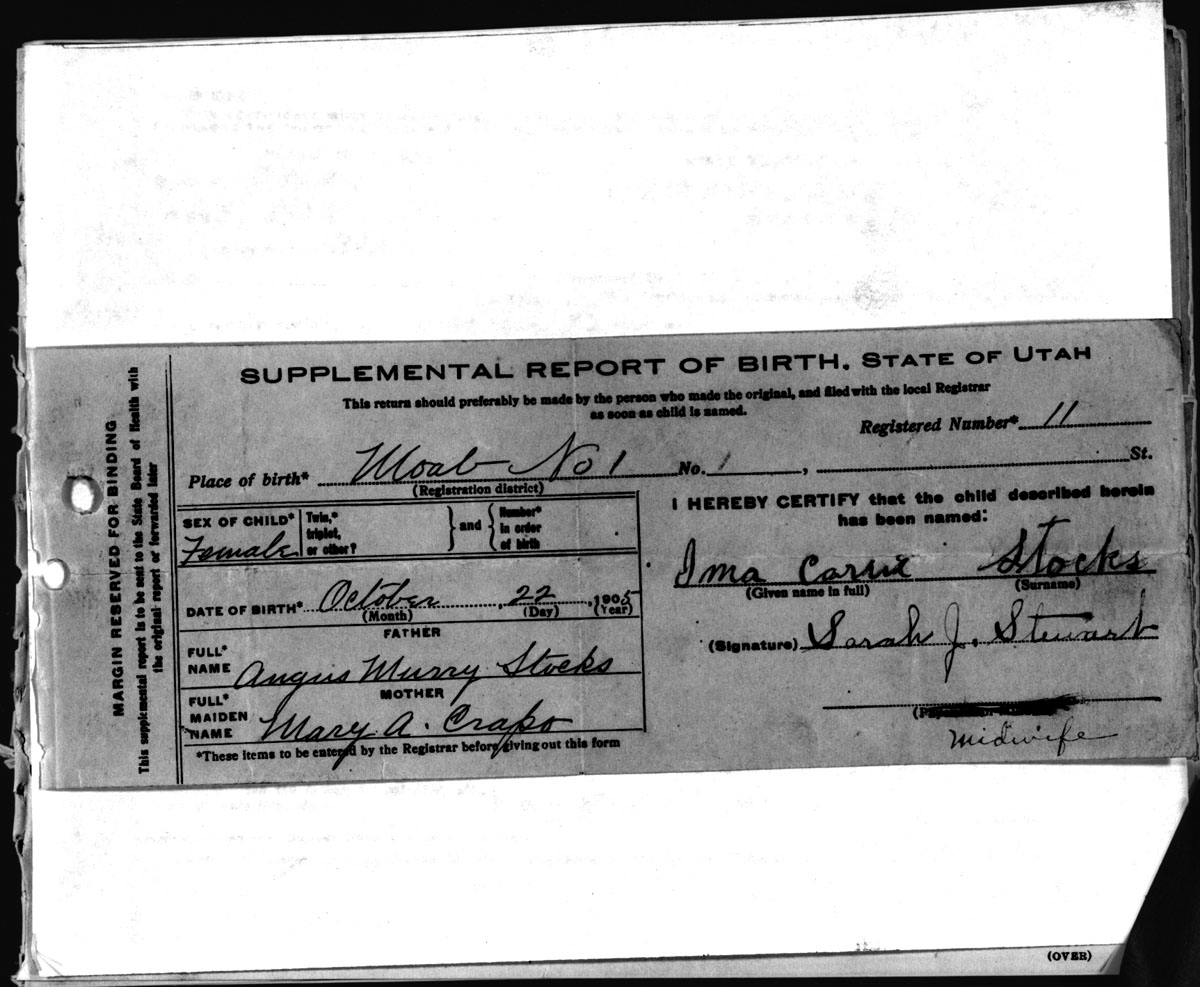 SUPPLEMENTAL REPORT OF BIRTH. STATE OF UTAH
This return should preferably be made by the person who made the original, and filed with the local Registrar
as soon as child is named.
Registered Number* 11
Place of birth* Moab No 1 No. 1 , St.
(Registration district)
MARGIN RESERVED FOR BINDING
This supplemental report is to be sent to the State Board of Health with
the original report or forwarded later
SEX OF CHILD*
Female
Twin,*
triplet,
or other?
} and {
Number*
in order
of birth
DATE OF BIRTH* October , 22 , 1905
(Month) (Day) (Year)
FATHER
FULL*
NAME Angus Murry Stocks
MOTHER
FULL*
MAIDEN
NAME Mary A. Crapo
*These items to be entered by the Registrar before giving out this form
I HEREBY CERTIFY that the child described herein
has been named:
Ima Carrie Stocks
(Given name in full) (Surname)
(Signature) Sarah J. Stewart
midwife
(OVER)